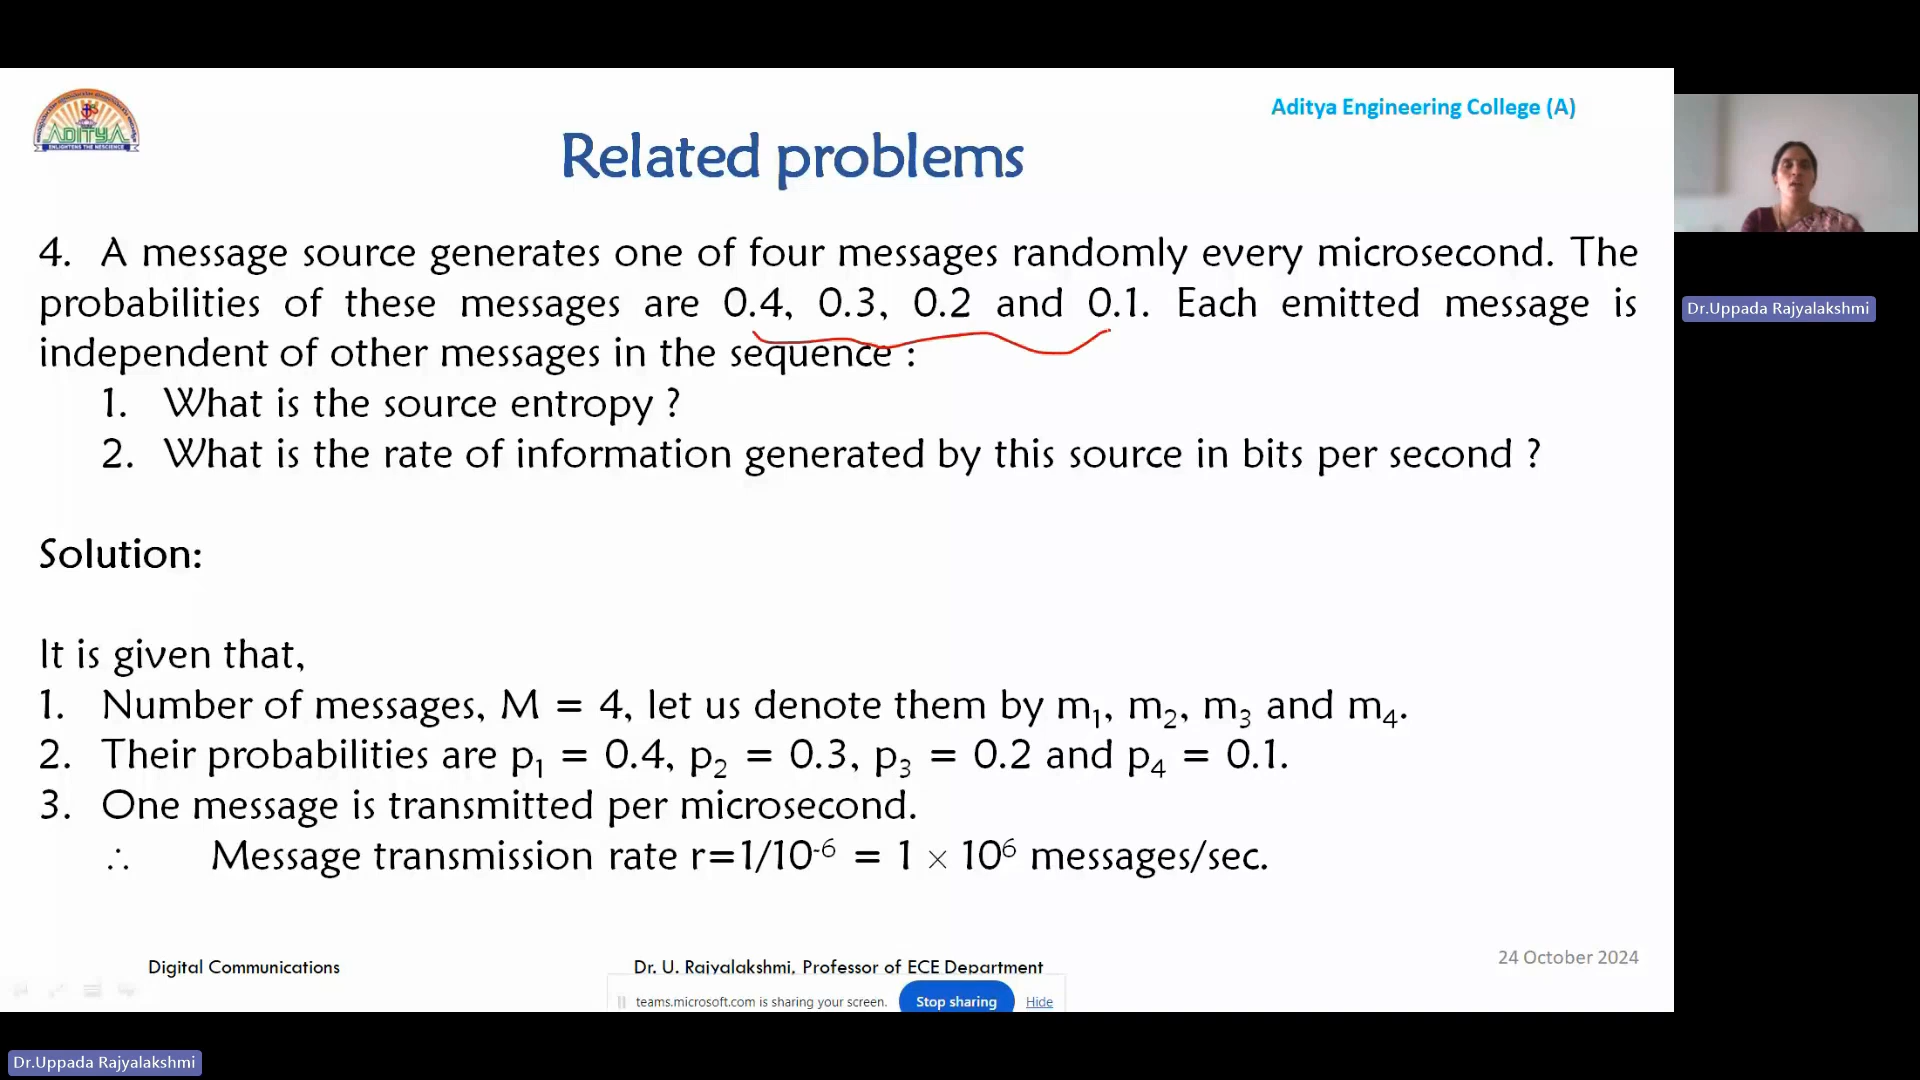 ADITYA
ENLIGHTENS THE NESCIENCE
Aditya Engineering College (A)
Related problems
4. A message source generates one of four messages randomly every microsecond. The
probabilities of these messages are 0.4, 0.3, 0.2 and 0.1. Each emitted message is
independent of other messages in the sequence :
1. What is the source entropy ?
2. What is the rate of information generated by this source in bits per second ?
Solution:
It is given that,
1. Number of messages, M = 4, let us denote them by m₁, m₂, m₃ and m₄.
2. Their probabilities are p₁ = 0.4, p₂ = 0.3, p₃ = 0.2 and p₄ = 0.1.
3. One message is transmitted per microsecond.
∴ Message transmission rate r=1/10⁻⁶ = 1 × 10⁶ messages/sec.
Digital Communications
Dr. U. Rajyalakshmi, Professor of ECE Department
24 October 2024
teams.microsoft.com is sharing your screen.
Stop sharing
Hide
Dr.Uppada Rajyalakshmi
Dr.Uppada Rajyalakshmi